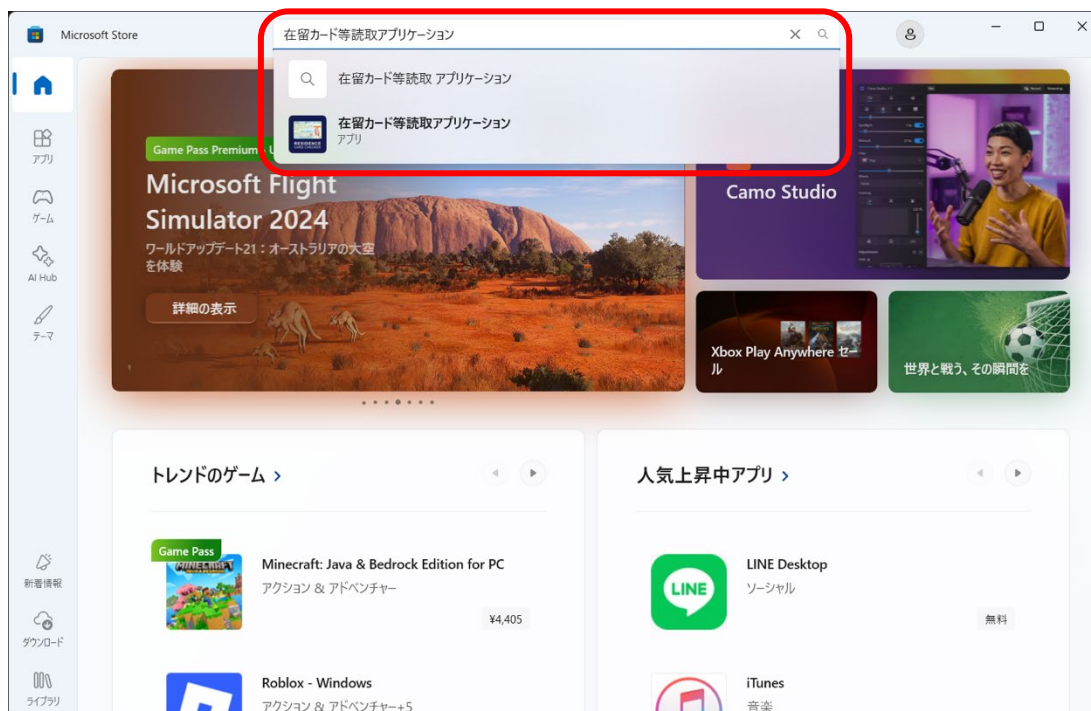 Microsoft Store
在留カード等読取アプリケーション
在留カード等読取 アプリケーション
在留カード等読取アプリケーション
アプリ
RESIDENCE
Game Pass Premium
Microsoft Flight
Simulator 2024
ワールドアップデート21：オーストラリアの大空
を体験
詳細の表示
Camo Studio
Xbox Play Anywhere セー
ル
世界と戦う、その瞬間を
アプリ
ゲーム
AI Hub
テーマ
新着情報
ダウンロード
ライブラリ
トレンドのゲーム
Game Pass
MINECRAFT
Minecraft: Java & Bedrock Edition for PC
アクション & アドベンチャー
¥4,405
Roblox - Windows
アクション & アドベンチャー+5
人気上昇中アプリ
LINE
LINE Desktop
ソーシャル
無料
iTunes
音楽